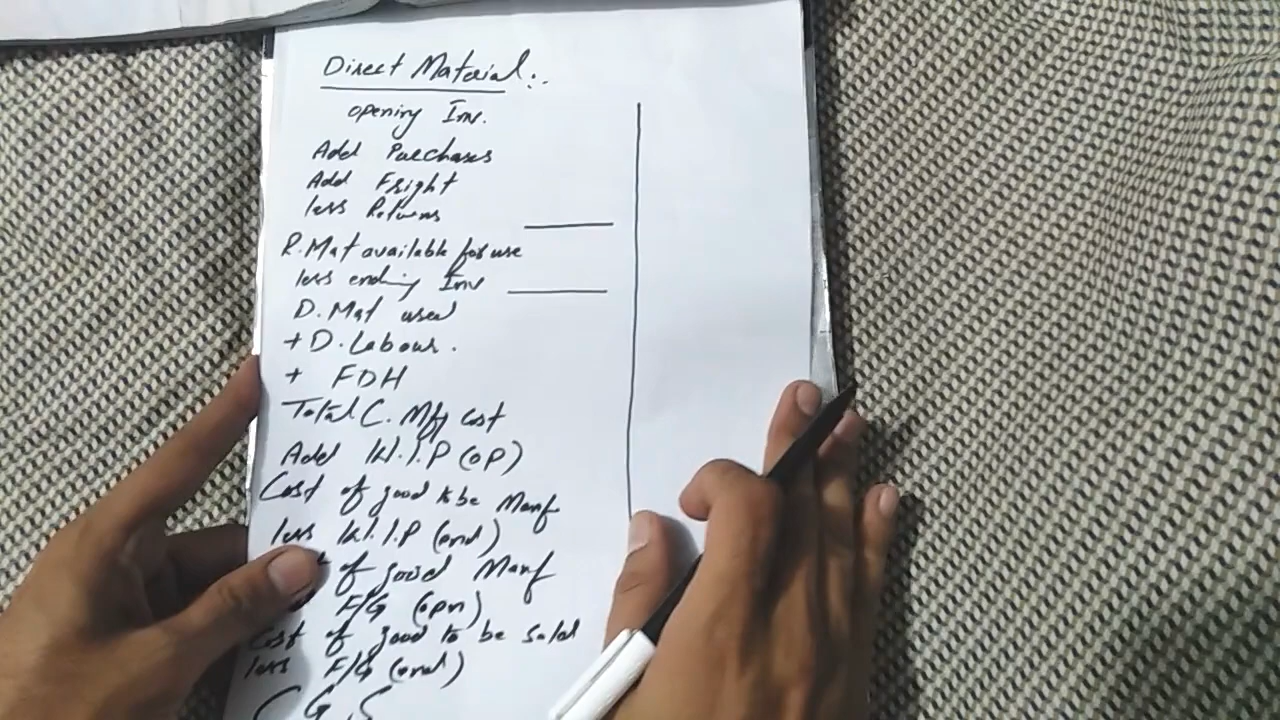 Direct Material:.
opening Inv.
Add Purchases
Add Fright
less Returns
R.Mat available for use
less ending Inv
D.Mat used
+ D.Labour.
+ FOH
Total C. Mfg cost
Add W.I.P (op)
Cost of good to be Manf
less W.I.P (end)
of good Manf
F/G (opn)
Cost of good to be sold
less F/G (end)
C G S